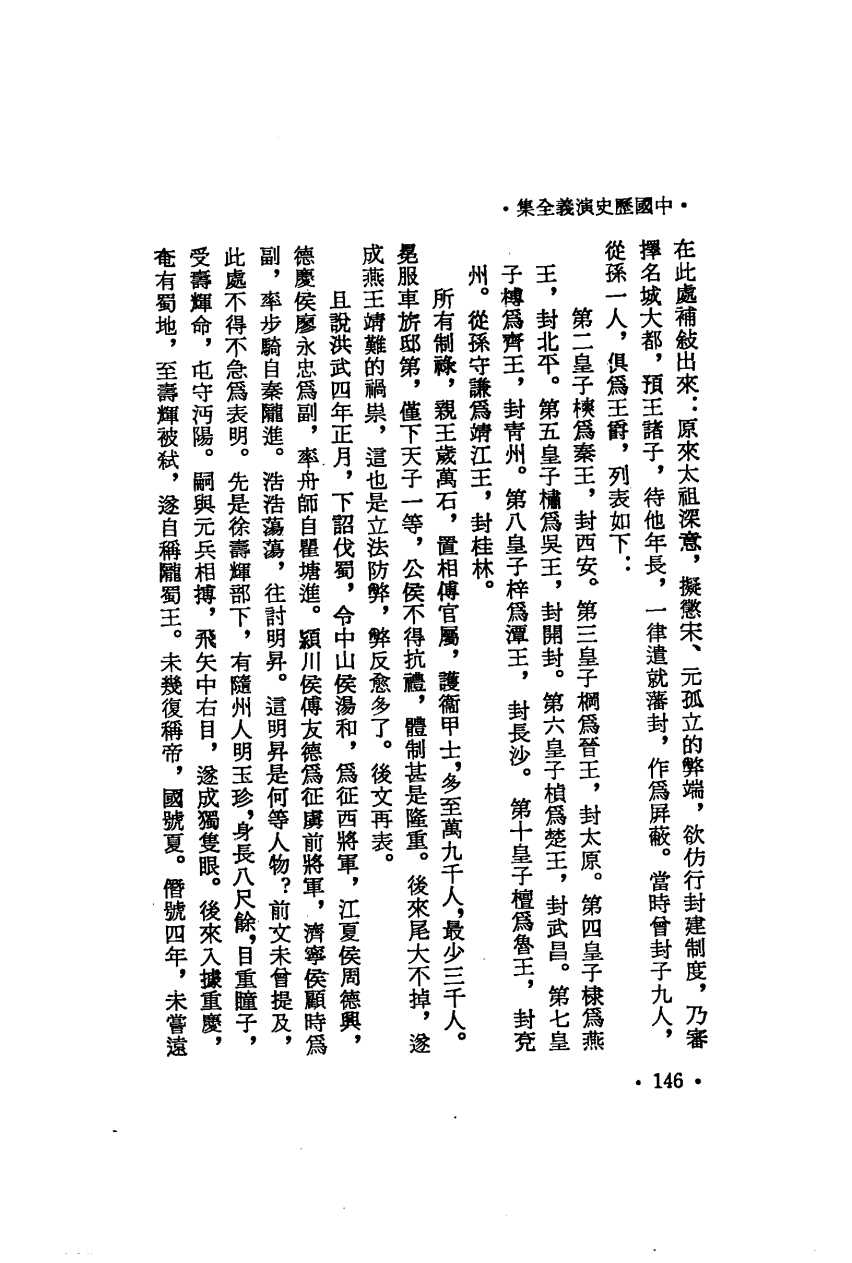 •中國歷史演義全集•
在此處補敍出來：原來太祖深意，擬懲宋、元孤立的弊端，欲仿行封建制度，乃審
擇名城大都，預王諸子，待他年長，一律遣就藩封，作爲屏蔽。當時曾封子九人，
從孫一人，俱爲王爵，列表如下：
第二皇子樉爲秦王，封西安。第三皇子棡爲晉王，封太原。第四皇子棣爲燕
王，封北平。第五皇子橚爲吳王，封開封。第六皇子楨爲楚王，封武昌。第七皇
子榑爲齊王，封靑州。第八皇子梓爲潭王，封長沙。第十皇子檀爲魯王，封兗
州。從孫守謙爲靖江王，封桂林。
所有制祿，親王歲萬石，置相傅官屬，護衞甲士，多至萬九千人，最少三千人。
冕服車旂邸第，僅下天子一等，公侯不得抗禮，體制甚是隆重。後來尾大不掉，遂
成燕王靖難的禍祟，這也是立法防弊，弊反愈多了。後文再表。
且說洪武四年正月，下詔伐蜀，令中山侯湯和，爲征西將軍，江夏侯周德興，
德慶侯廖永忠爲副，率舟師自瞿塘進。潁川侯傅友德爲征虜前將軍，濟寧侯顧時爲
副，率步騎自秦隴進。浩浩蕩蕩，往討明昇。這明昇是何等人物？前文未曾提及，
此處不得不急爲表明。先是徐壽輝部下，有隨州人明玉珍，身長八尺餘，目重瞳子，
受壽輝命，屯守沔陽。嗣與元兵相搏，飛矢中右目，遂成獨隻眼。後來入據重慶，
奄有蜀地，至壽輝被弒，遂自稱隴蜀王。未幾復稱帝，國號夏。僭號四年，未嘗遠
•146•